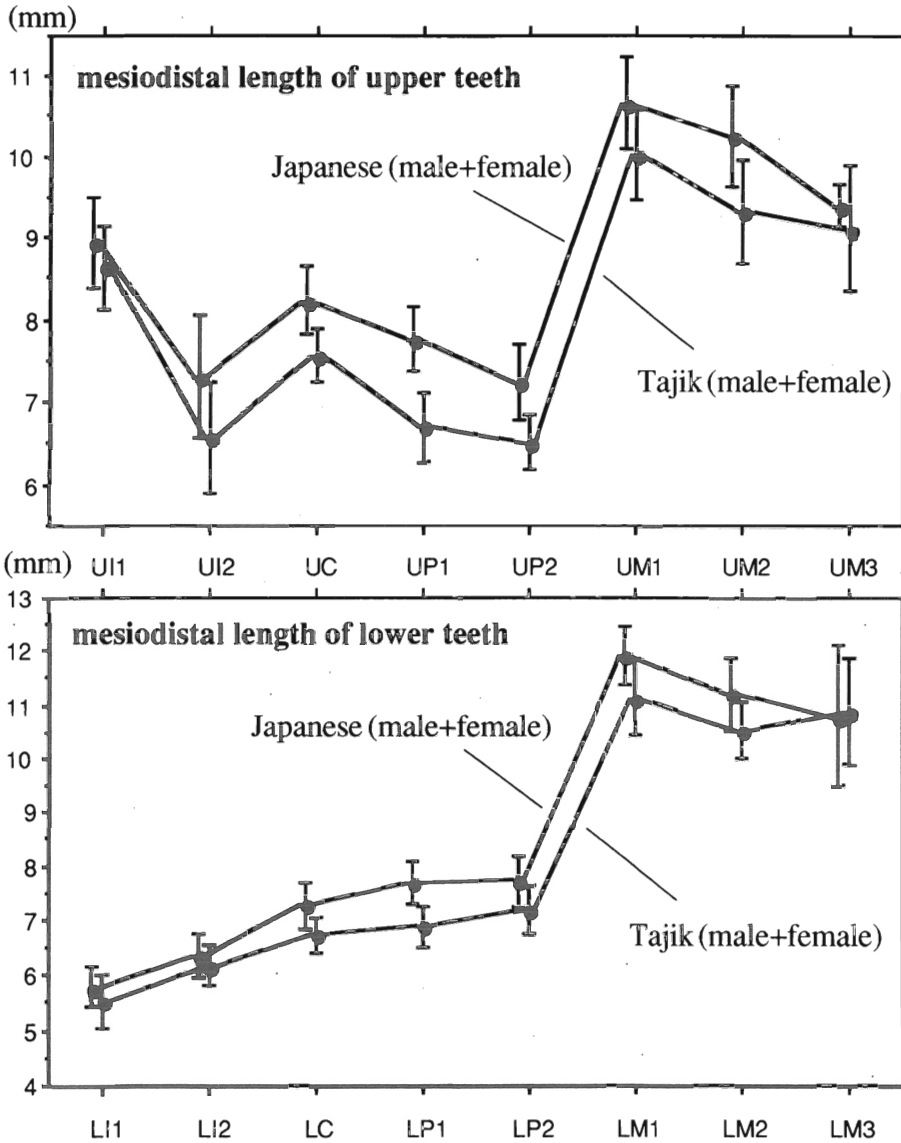 (mm)
mesiodistal length of upper teeth
11
10
9
8
7
6
Japanese (male+female)
Tajik (male+female)
UI1 UI2 UC UP1 UP2 UM1 UM2 UM3
(mm)
mesiodistal length of lower teeth
13
12
11
10
9
8
7
6
5
4
Japanese (male+female)
Tajik (male+female)
LI1 LI2 LC LP1 LP2 LM1 LM2 LM3